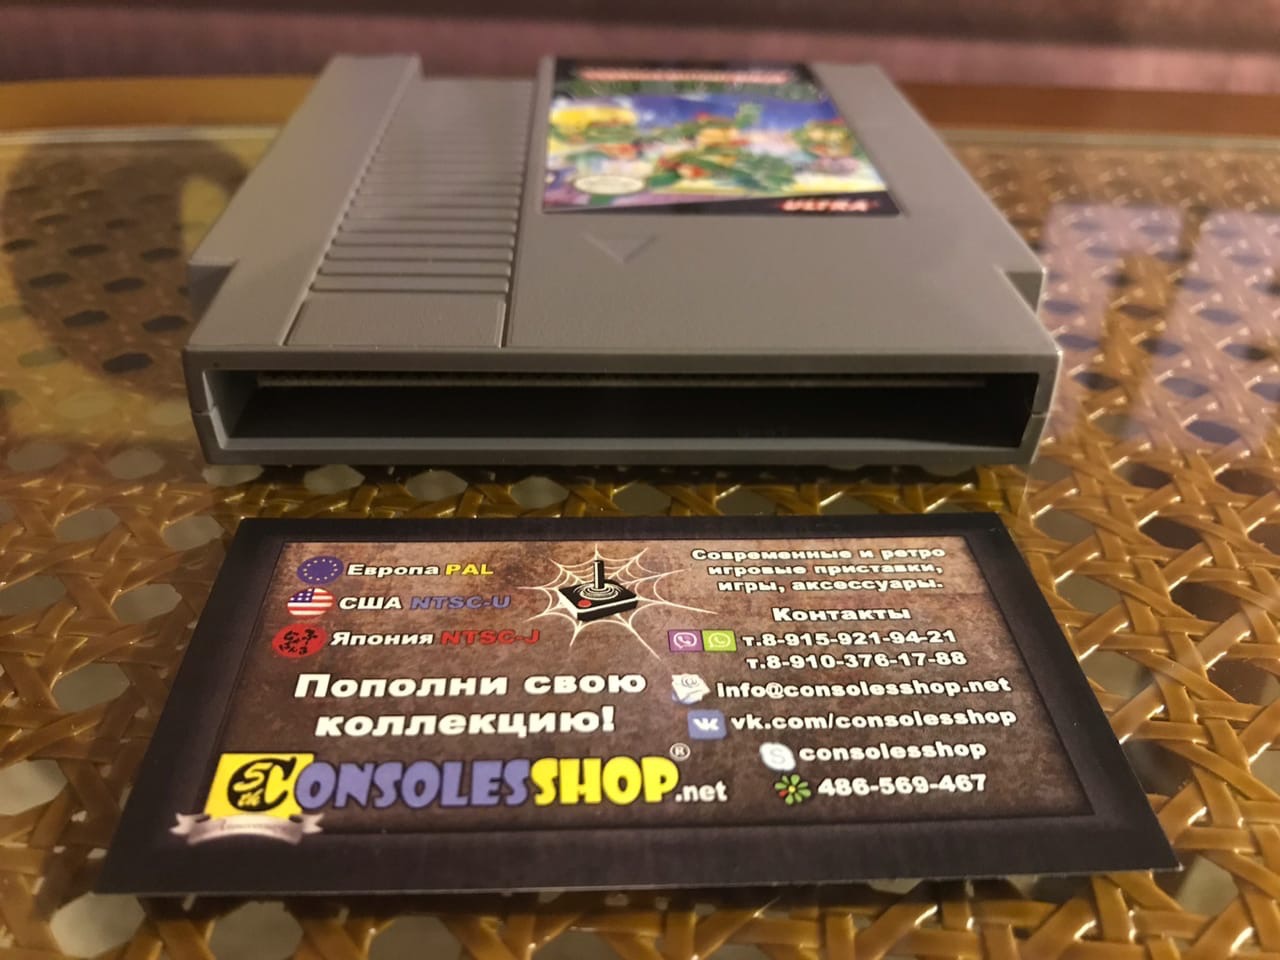 ULTRA
Европа PAL
США NTSC-U
Япония NTSC-J
Пополни свою
коллекцию!
CONSOLESSHOP.net
®
Современные и ретро
игровые приставки,
игры, аксессуары.
Контакты
т.8-915-921-94-21
т.8-910-376-17-88
info@consolesshop.net
vk.com/consolesshop
consolesshop
486-569-467